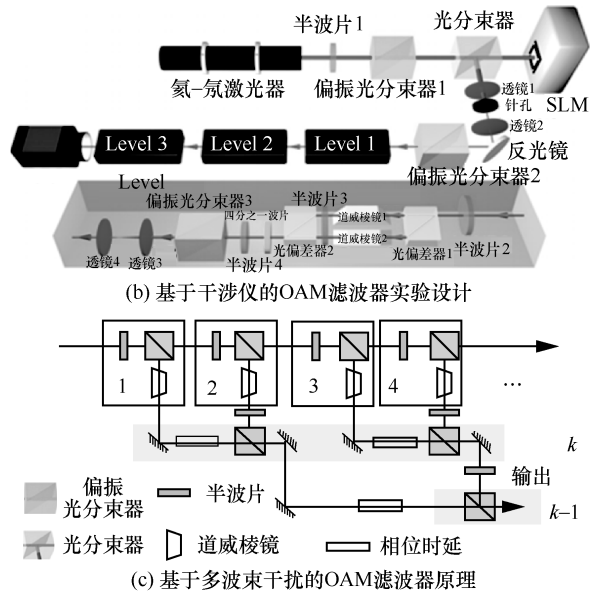 半波片1
光分束器
氦–氖激光器
偏振光分束器1
透镜1
针孔
SLM
透镜2
反光镜
Level 3
Level 2
Level 1
偏振光分束器2
Level
偏振光分束器3
四分之一波片
半波片3
道威棱镜1
道威棱镜2
透镜4
透镜3
半波片4
光偏差器2
光偏差器1
半波片2
(b) 基于干涉仪的OAM滤波器实验设计
1
2
3
4
...
k
输出
k–1
偏振
光分束器
半波片
光分束器
道威棱镜
相位时延
(c) 基于多波束干扰的OAM滤波器原理